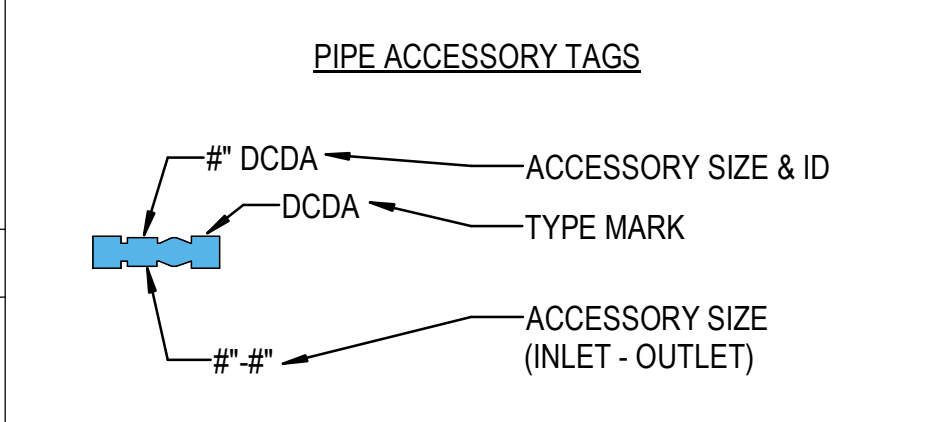 PIPE ACCESSORY TAGS
#" DCDA
ACCESSORY SIZE & ID
DCDA
TYPE MARK
#"-#"
ACCESSORY SIZE
(INLET - OUTLET)